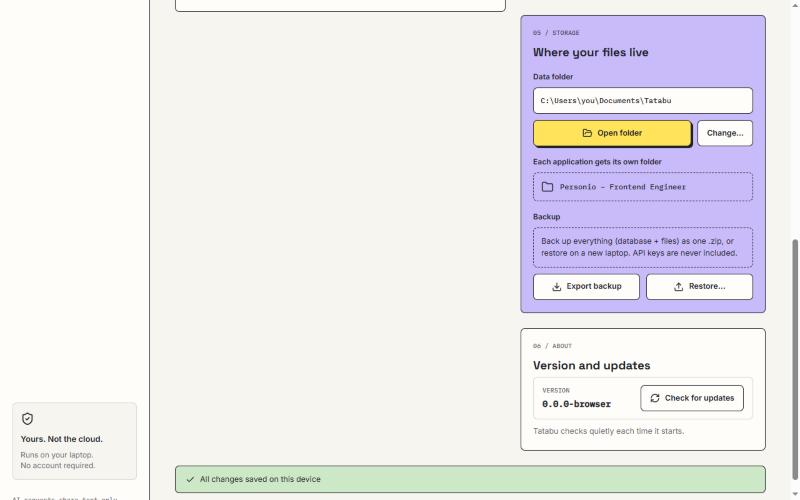 05 / STORAGE
Where your files live
Data folder
C:\Users\you\Documents\Tatabu
Open folder
Change...
Each application gets its own folder
Personio – Frontend Engineer
Backup
Back up everything (database + files) as one .zip, or
restore on a new laptop. API keys are never included.
Export backup
Restore...
06 / ABOUT
Version and updates
VERSION
0.0.0-browser
Check for updates
Tatabu checks quietly each time it starts.
Yours. Not the cloud.
Runs on your laptop.
No account required.
All changes saved on this device